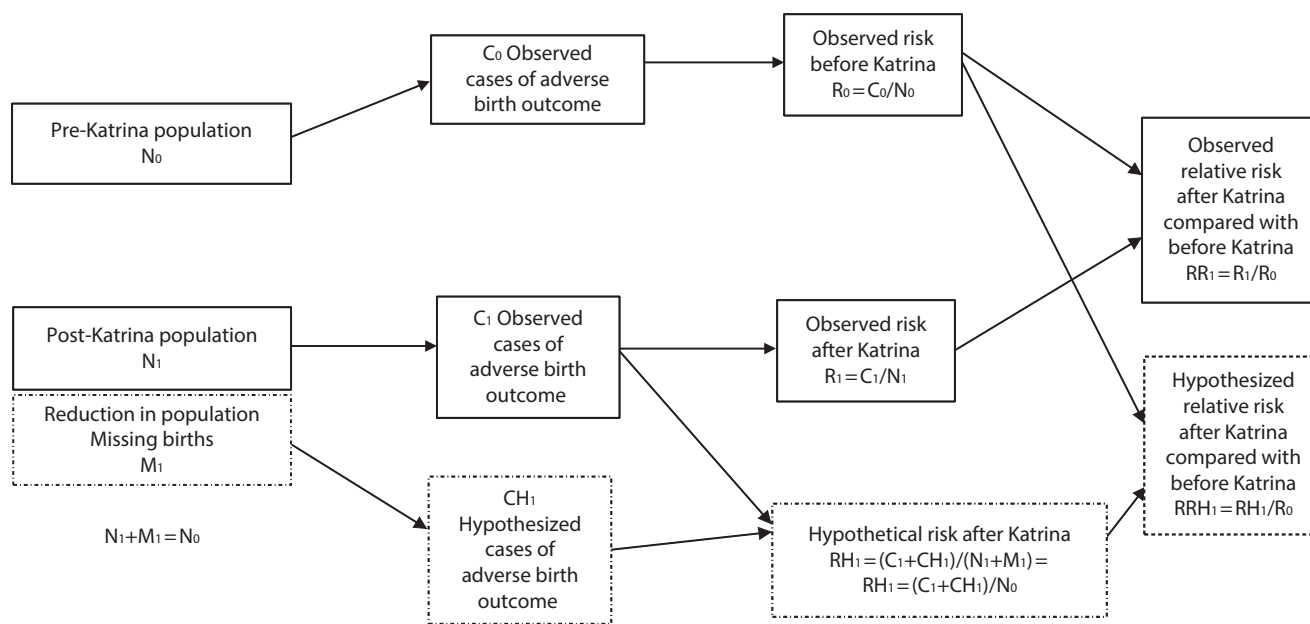 Pre-Katrina population
N₀
C₀ Observed
cases of adverse
birth outcome
Observed risk
before Katrina
R₀=C₀/N₀
Observed
relative risk
after Katrina
compared with
before Katrina
RR₁=R₁/R₀
Post-Katrina population
N₁
C₁ Observed
cases of
adverse birth
outcome
Observed risk
after Katrina
R₁=C₁/N₁
Reduction in population
Missing births
M₁
N₁+M₁=N₀
CH₁
Hypothesized
cases of
adverse birth
outcome
Hypothetical risk after Katrina
RH₁=(C₁+CH₁)/(N₁+M₁)=
RH₁=(C₁+CH₁)/N₀
Hypothesized
relative risk
after Katrina
compared with
before Katrina
RRH₁=RH₁/R₀